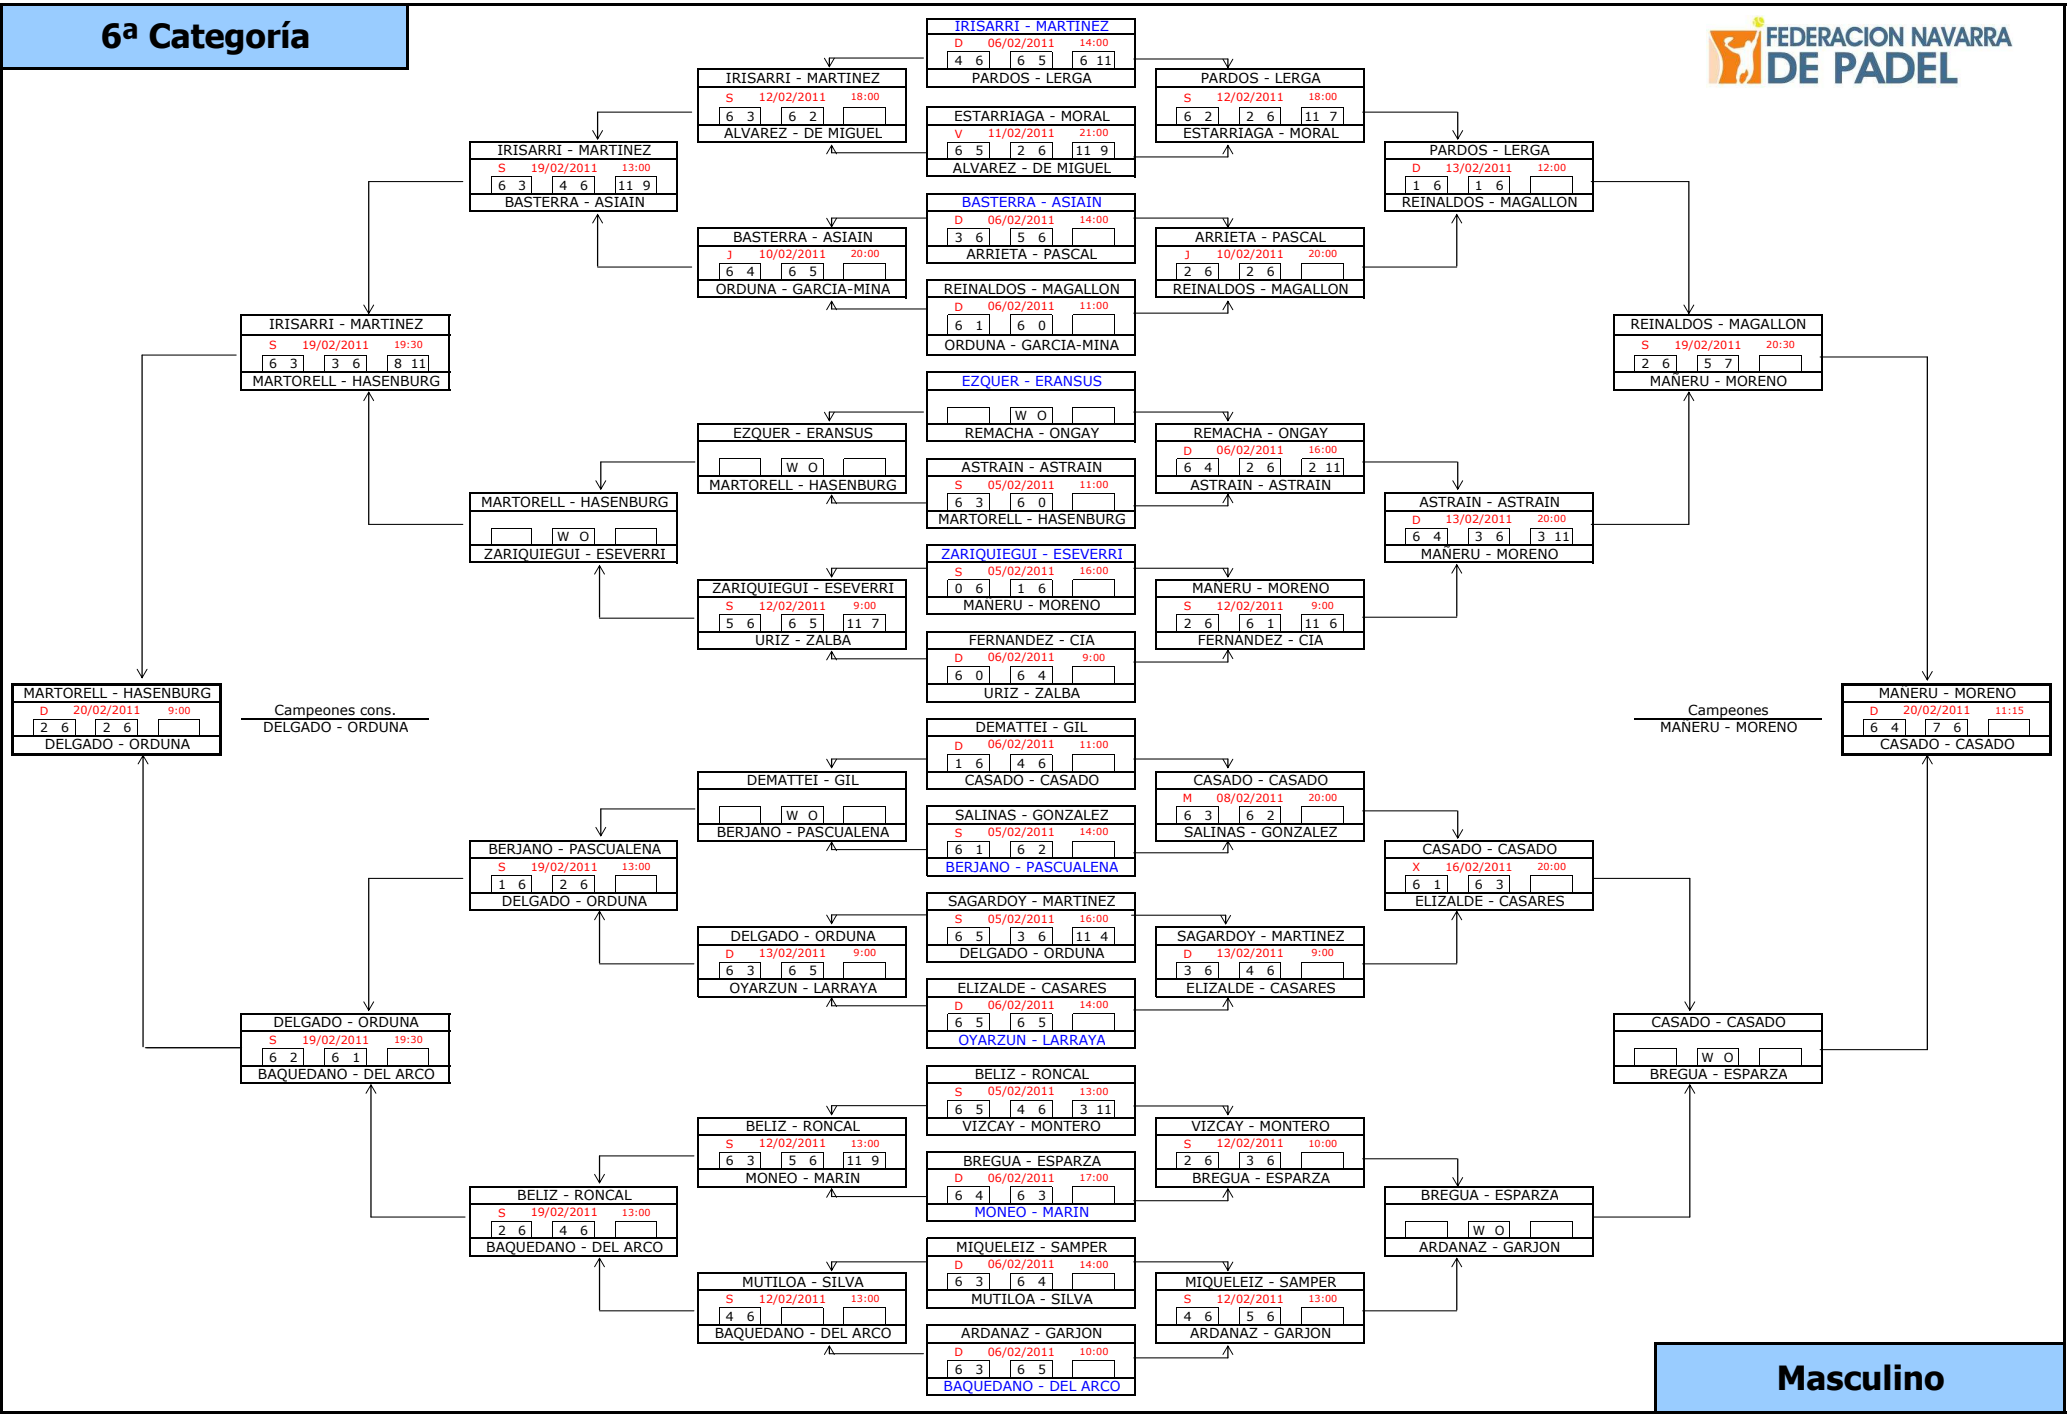 6ª Categoría
FEDERACION NAVARRA
DE PADEL
IRISARRI - MARTINEZ
D 06/02/2011 14:00
4 6 6 5 6 11
PARDOS - LERGA
ESTARRIAGA - MORAL
V 11/02/2011 21:00
6 5 2 6 11 9
ALVAREZ - DE MIGUEL
BASTERRA - ASIAIN
D 06/02/2011 14:00
3 6 5 6
ARRIETA - PASCAL
REINALDOS - MAGALLON
D 06/02/2011 11:00
6 1 6 0
ORDUNA - GARCIA-MINA
EZQUER - ERANSUS
W O
REMACHA - ONGAY
ASTRAIN - ASTRAIN
S 05/02/2011 11:00
6 3 6 0
MARTORELL - HASENBURG
ZARIQUIEGUI - ESEVERRI
S 05/02/2011 16:00
0 6 1 6
MAÑERU - MORENO
FERNANDEZ - CIA
D 06/02/2011 9:00
6 0 6 4
URIZ - ZALBA
DEMATTEI - GIL
D 06/02/2011 11:00
1 6 4 6
CASADO - CASADO
SALINAS - GONZALEZ
S 05/02/2011 14:00
6 1 6 2
BERJANO - PASCUALENA
SAGARDOY - MARTINEZ
S 05/02/2011 16:00
6 5 3 6 11 4
DELGADO - ORDUNA
ELIZALDE - CASARES
D 06/02/2011 14:00
6 5 6 5
OYARZUN - LARRAYA
BELIZ - RONCAL
S 05/02/2011 13:00
6 5 4 6 3 11
VIZCAY - MONTERO
BREGUA - ESPARZA
D 06/02/2011 17:00
6 4 6 3
MONEO - MARIN
MIQUELEIZ - SAMPER
D 06/02/2011 14:00
6 3 6 4
MUTILOA - SILVA
ARDANAZ - GARJON
D 06/02/2011 10:00
6 3 6 5
BAQUEDANO - DEL ARCO
IRISARRI - MARTINEZ
S 12/02/2011 18:00
6 3 6 2
ALVAREZ - DE MIGUEL
BASTERRA - ASIAIN
J 10/02/2011 20:00
6 4 6 5
ORDUNA - GARCIA-MINA
EZQUER - ERANSUS
W O
MARTORELL - HASENBURG
ZARIQUIEGUI - ESEVERRI
S 12/02/2011 9:00
5 6 6 5 11 7
URIZ - ZALBA
DEMATTEI - GIL
W O
BERJANO - PASCUALENA
DELGADO - ORDUNA
D 13/02/2011 9:00
6 3 6 5
OYARZUN - LARRAYA
BELIZ - RONCAL
S 12/02/2011 13:00
6 3 5 6 11 9
MONEO - MARIN
MUTILOA - SILVA
S 12/02/2011 13:00
4 6
BAQUEDANO - DEL ARCO
IRISARRI - MARTINEZ
S 19/02/2011 13:00
6 3 4 6 11 9
BASTERRA - ASIAIN
MARTORELL - HASENBURG
W O
ZARIQUIEGUI - ESEVERRI
BERJANO - PASCUALENA
S 19/02/2011 13:00
1 6 2 6
DELGADO - ORDUNA
BELIZ - RONCAL
S 19/02/2011 13:00
2 6 4 6
BAQUEDANO - DEL ARCO
IRISARRI - MARTINEZ
S 19/02/2011 19:30
6 3 3 6 8 11
MARTORELL - HASENBURG
DELGADO - ORDUNA
S 19/02/2011 19:30
6 2 6 1
BAQUEDANO - DEL ARCO
MARTORELL - HASENBURG
D 20/02/2011 9:00
2 6 2 6
DELGADO - ORDUNA
Campeones cons.
DELGADO - ORDUNA
PARDOS - LERGA
S 12/02/2011 18:00
6 2 2 6 11 7
ESTARRIAGA - MORAL
ARRIETA - PASCAL
J 10/02/2011 20:00
2 6 2 6
REINALDOS - MAGALLON
REMACHA - ONGAY
D 06/02/2011 16:00
6 4 2 6 2 11
ASTRAIN - ASTRAIN
MAÑERU - MORENO
S 12/02/2011 9:00
2 6 6 1 11 6
FERNANDEZ - CIA
CASADO - CASADO
M 08/02/2011 20:00
6 3 6 2
SALINAS - GONZALEZ
SAGARDOY - MARTINEZ
D 13/02/2011 9:00
3 6 4 6
ELIZALDE - CASARES
VIZCAY - MONTERO
S 12/02/2011 10:00
2 6 3 6
BREGUA - ESPARZA
MIQUELEIZ - SAMPER
S 12/02/2011 13:00
4 6 5 6
ARDANAZ - GARJON
PARDOS - LERGA
D 13/02/2011 12:00
1 6 1 6
REINALDOS - MAGALLON
ASTRAIN - ASTRAIN
D 13/02/2011 20:00
6 4 3 6 3 11
MAÑERU - MORENO
CASADO - CASADO
X 16/02/2011 20:00
6 1 6 3
ELIZALDE - CASARES
BREGUA - ESPARZA
W O
ARDANAZ - GARJON
REINALDOS - MAGALLON
S 19/02/2011 20:30
2 6 5 7
MAÑERU - MORENO
CASADO - CASADO
W O
BREGUA - ESPARZA
Campeones
MAÑERU - MORENO
MAÑERU - MORENO
D 20/02/2011 11:15
6 4 7 6
CASADO - CASADO
Masculino